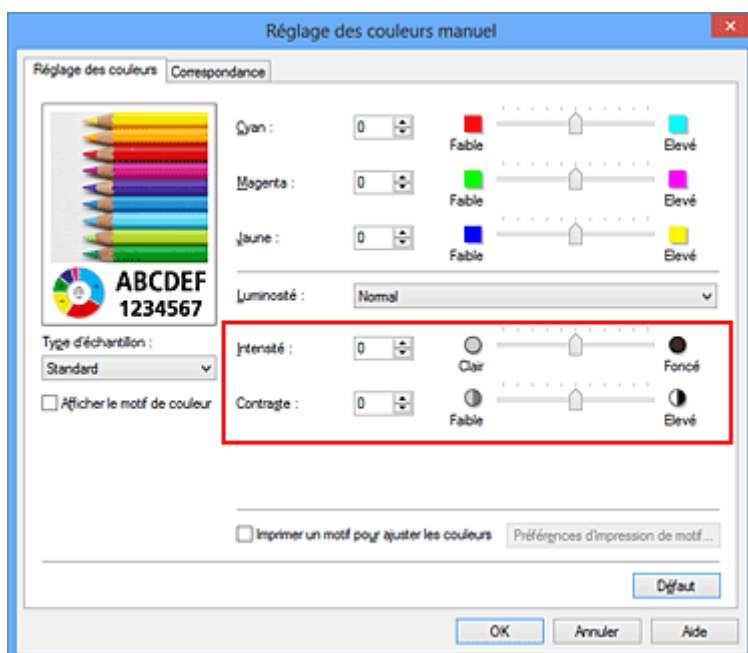 Réglage des couleurs manuel
Réglage des couleurs
Correspondance
Cyan :
0
Faible
Elevé
Magenta :
0
Faible
Elevé
Jaune :
0
Faible
Elevé
ABCDEF
1234567
Luminosité :
Normal
Type d'échantillon :
Standard
Intensité :
0
Clair
Foncé
Afficher le motif de couleur
Contraste :
0
Faible
Elevé
Imprimer un motif pour ajuster les couleurs
Préférences d'impression de motif...
Défaut
OK
Annuler
Aide